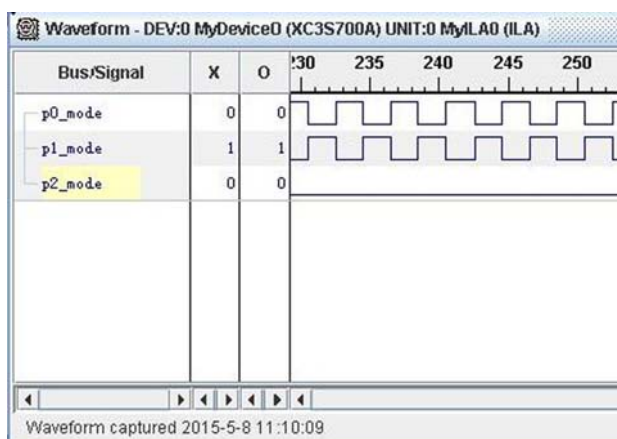 Waveform - DEV:0 MyDevice0 (XC3S700A) UNIT:0 MyILA0 (ILA)
Bus/Signal X O 230 235 240 245 250
p0_mode 0 0
p1_mode 1 1
p2_mode 0 0
Waveform captured 2015-5-8 11:10:09